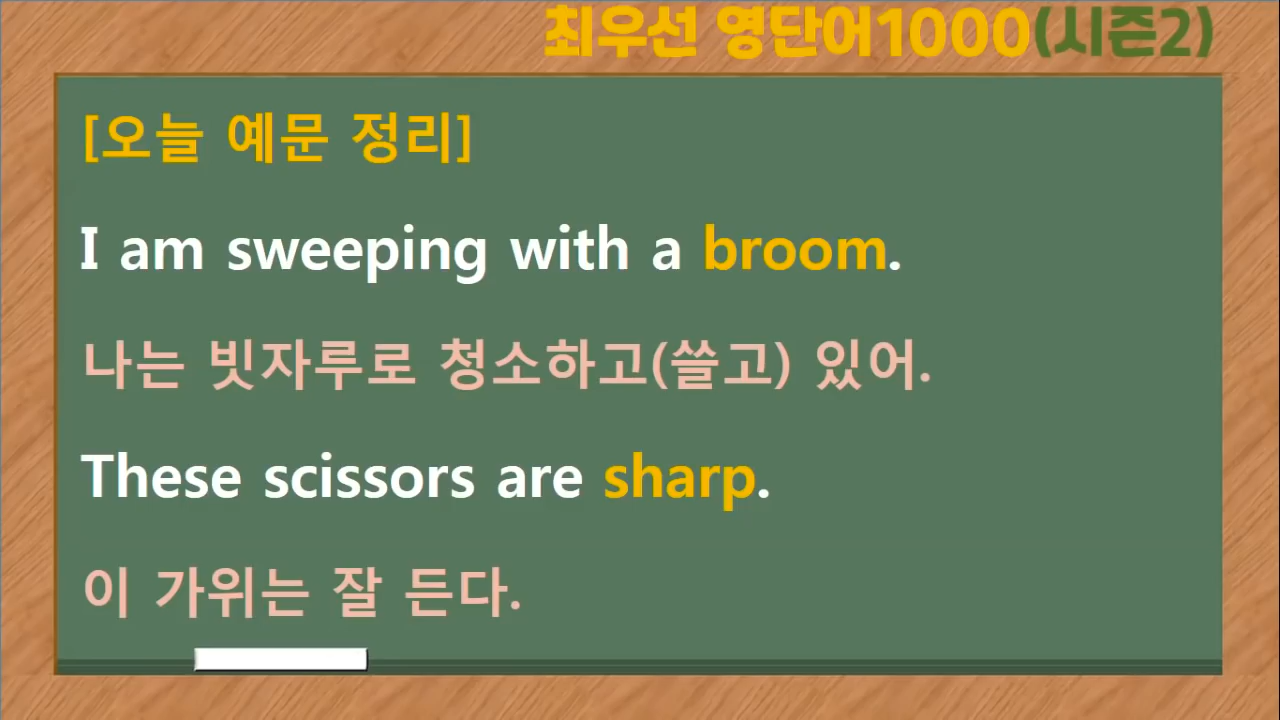 최우선 영단어1000(시즌2)
[오늘 예문 정리]
I am sweeping with a broom.
나는 빗자루로 청소하고(쓸고) 있어.
These scissors are sharp.
이 가위는 잘 든다.